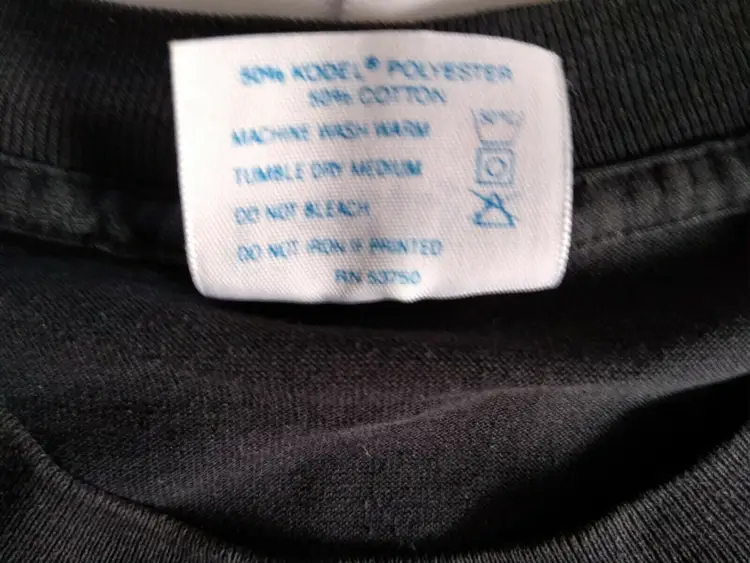 50% KODEL® POLYESTER
50% COTTON
MACHINE WASH WARM
TUMBLE DRY MEDIUM
DO NOT BLEACH
DO NOT IRON IF PRINTED
RN 53750